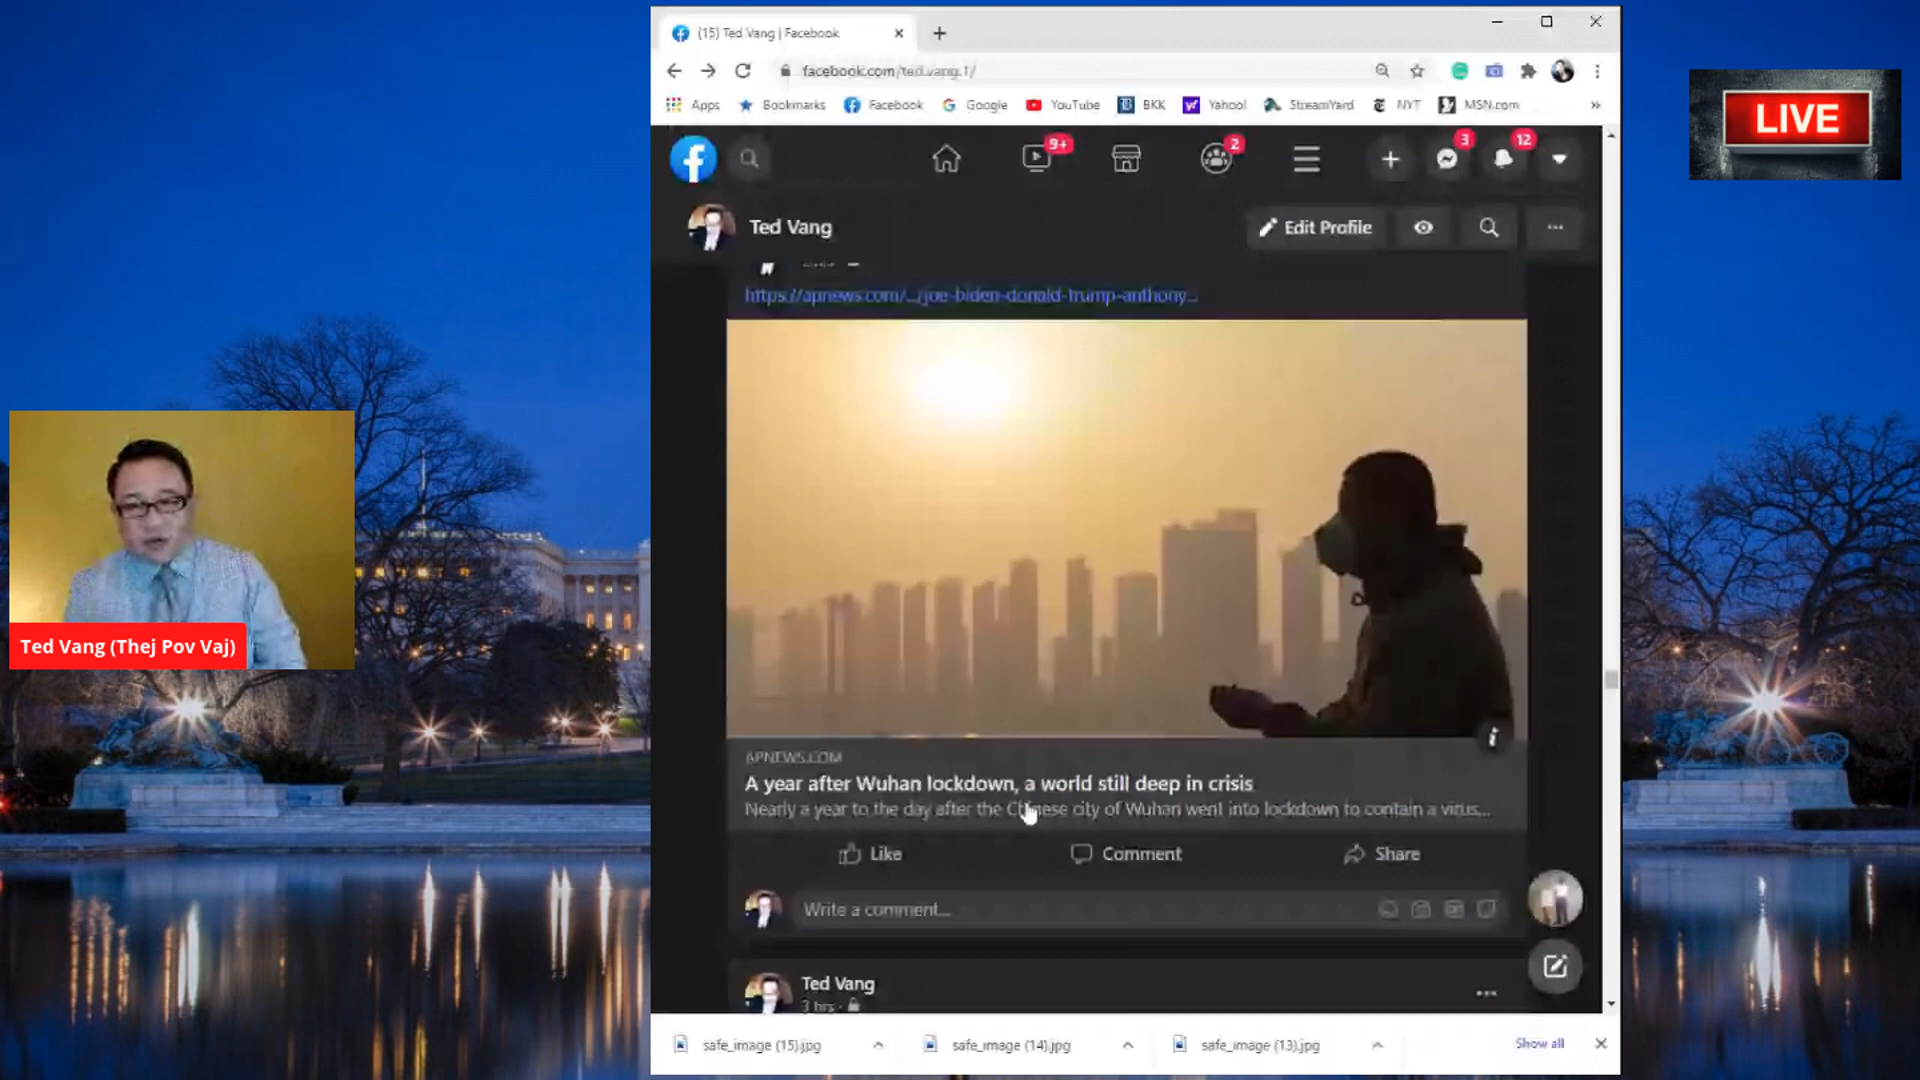 (15) Ted Vang | Facebook
facebook.com/ted.vang.1/
Apps Bookmarks Facebook Google YouTube BKK Yahoo! StreamYard NYT MSN.com »
LIVE
9+ 2 3 12
Ted Vang
Edit Profile
https://apnews.com/.../joe-biden-donald-trump-anthony...
APNEWS.COM
A year after Wuhan lockdown, a world still deep in crisis
Nearly a year to the day after the Chinese city of Wuhan went into lockdown to contain a virus...
Like Comment Share
Write a comment...
Ted Vang
3 hrs
Ted Vang (Thej Pov Vaj)
safe_image (15).jpg safe_image (14).jpg safe_image (13).jpg Show all